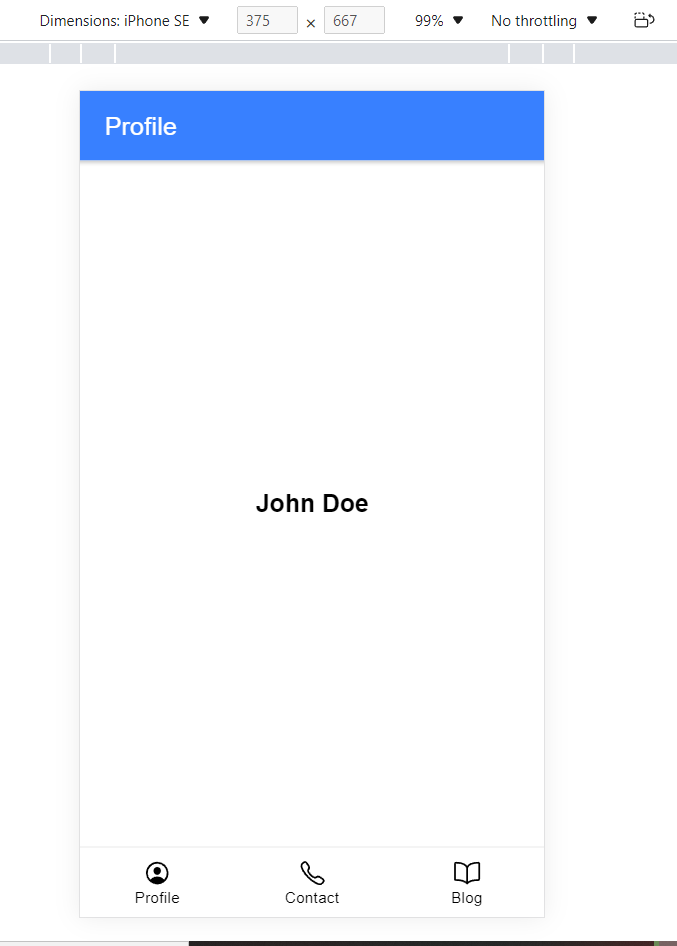 Dimensions: iPhone SE 375 × 667 99% No throttling
Profile
John Doe
Profile Contact Blog